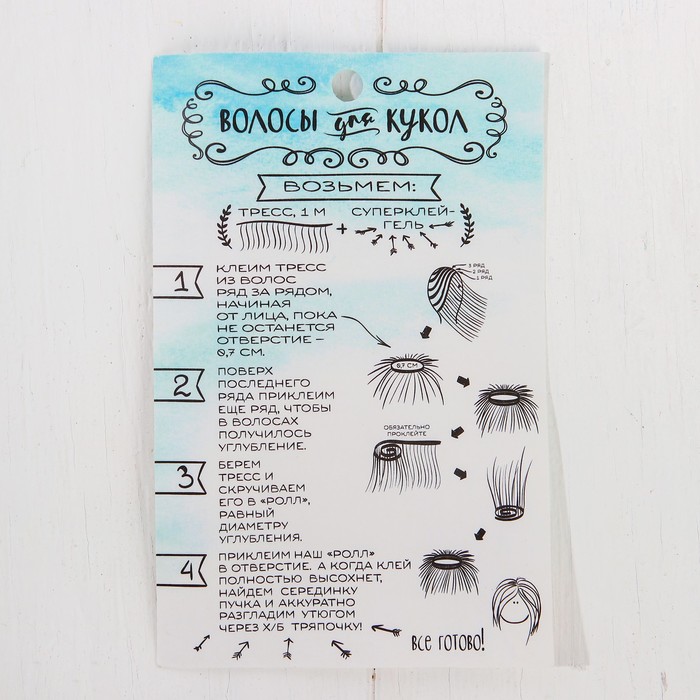 ВОЛОСЫ для КУКОЛ
ВОЗЬМЕМ:
ТРЕСС, 1 М + СУПЕРКЛЕЙ-
ГЕЛЬ
1
КЛЕИМ ТРЕСС
ИЗ ВОЛОС
РЯД ЗА РЯДОМ,
НАЧИНАЯ
ОТ ЛИЦА, ПОКА
НЕ ОСТАНЕТСЯ
ОТВЕРСТИЕ –
0,7 СМ.
3 РЯД
2 РЯД
1 РЯД
0,7 СМ
2
ПОВЕРХ
ПОСЛЕДНЕГО
РЯДА ПРИКЛЕИМ
ЕЩЕ РЯД, ЧТОБЫ
В ВОЛОСАХ
ПОЛУЧИЛОСЬ
УГЛУБЛЕНИЕ.
ОБЯЗАТЕЛЬНО
ПРОКЛЕЙТЕ
3
БЕРЕМ
ТРЕСС И
СКРУЧИВАЕМ
ЕГО В «РОЛЛ»,
РАВНЫЙ
ДИАМЕТРУ
УГЛУБЛЕНИЯ.
4
ПРИКЛЕИМ НАШ «РОЛЛ»
В ОТВЕРСТИЕ. А КОГДА КЛЕЙ
ПОЛНОСТЬЮ ВЫСОХНЕТ,
НАЙДЕМ СЕРЕДИНКУ
ПУЧКА И АККУРАТНО
РАЗГЛАДИМ УТЮГОМ
ЧЕРЕЗ Х/Б ТРЯПОЧКУ!
ВСЕ ГОТОВО!